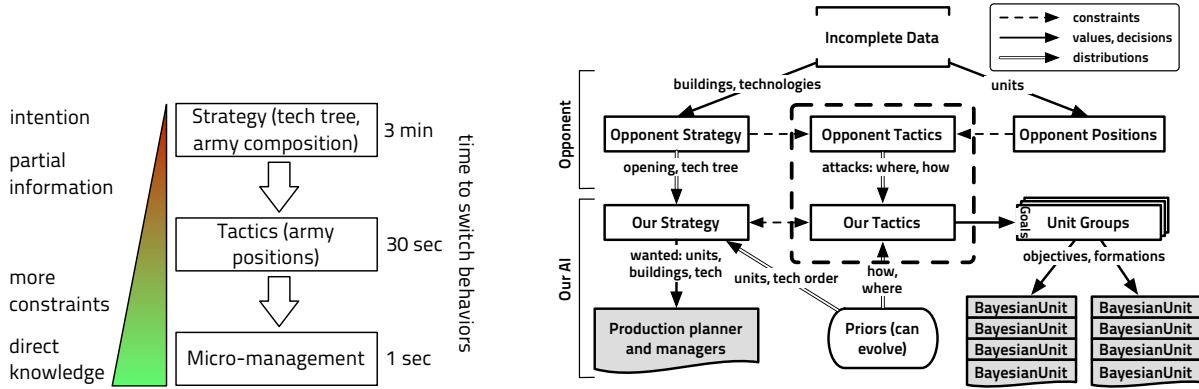 intention
partial
information
more
constraints
direct
knowledge
Strategy (tech tree,
army composition)
3 min
Tactics (army
positions)
30 sec
Micro-management
1 sec
time to switch behaviors
Incomplete Data
constraints
values, decisions
distributions
buildings, technologies
units
Opponent
Opponent Strategy
Opponent Tactics
Opponent Positions
opening, tech tree
attacks: where, how
Our AI
Our Strategy
Our Tactics
Goals
Unit Groups
wanted: units,
buildings, tech
units, tech order
how,
where
objectives, formations
Production planner
and managers
Priors (can
evolve)
BayesianUnit
BayesianUnit
BayesianUnit
BayesianUnit
BayesianUnit
BayesianUnit
BayesianUnit
BayesianUnit